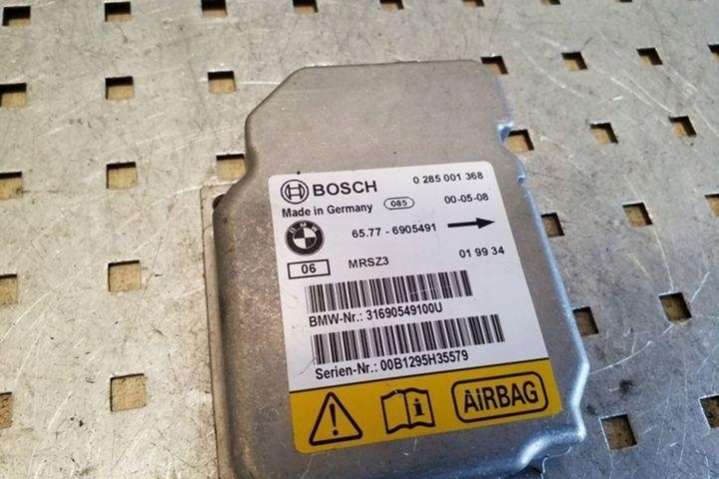 BOSCH 0 285 001 368
Made in Germany 085 00-05-08
BMW
65.77 - 6905491
06 MRSZ3 01 99 34
BMW-Nr.: 31690549100U
Serien-Nr.: 00B1295H35579
! i AiRBAG